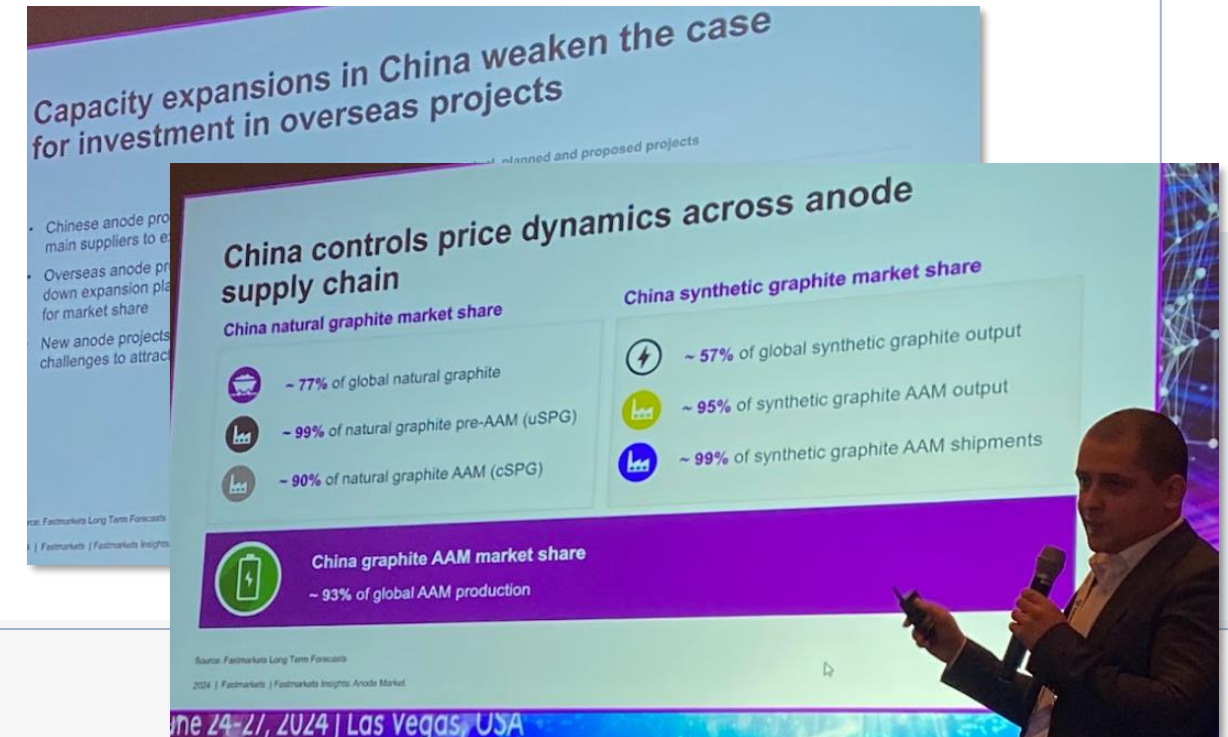 Capacity expansions in China weaken the case
for investment in overseas projects
planned and proposed projects
• Chinese anode
main suppliers to
• Overseas anode
down expansion
for market share
New anode projects
challenges to
Source: Fastmarkets Long Term Forecasts
| Fastmarkets | Fastmarkets Insights
China controls price dynamics across anode
supply chain
China natural graphite market share
~ 77% of global natural graphite
~ 99% of natural graphite pre-AAM (uSPG)
~ 90% of natural graphite AAM (cSPG)
China synthetic graphite market share
~ 57% of global synthetic graphite output
~ 95% of synthetic graphite AAM output
~ 99% of synthetic graphite AAM shipments
China graphite AAM market share
~ 93% of global AAM production
Source: Fastmarkets Long Term Forecasts
2024 | Fastmarkets | Fastmarkets Insights: Anode Market
une 24-27, 2024 | Las Vegas, USA